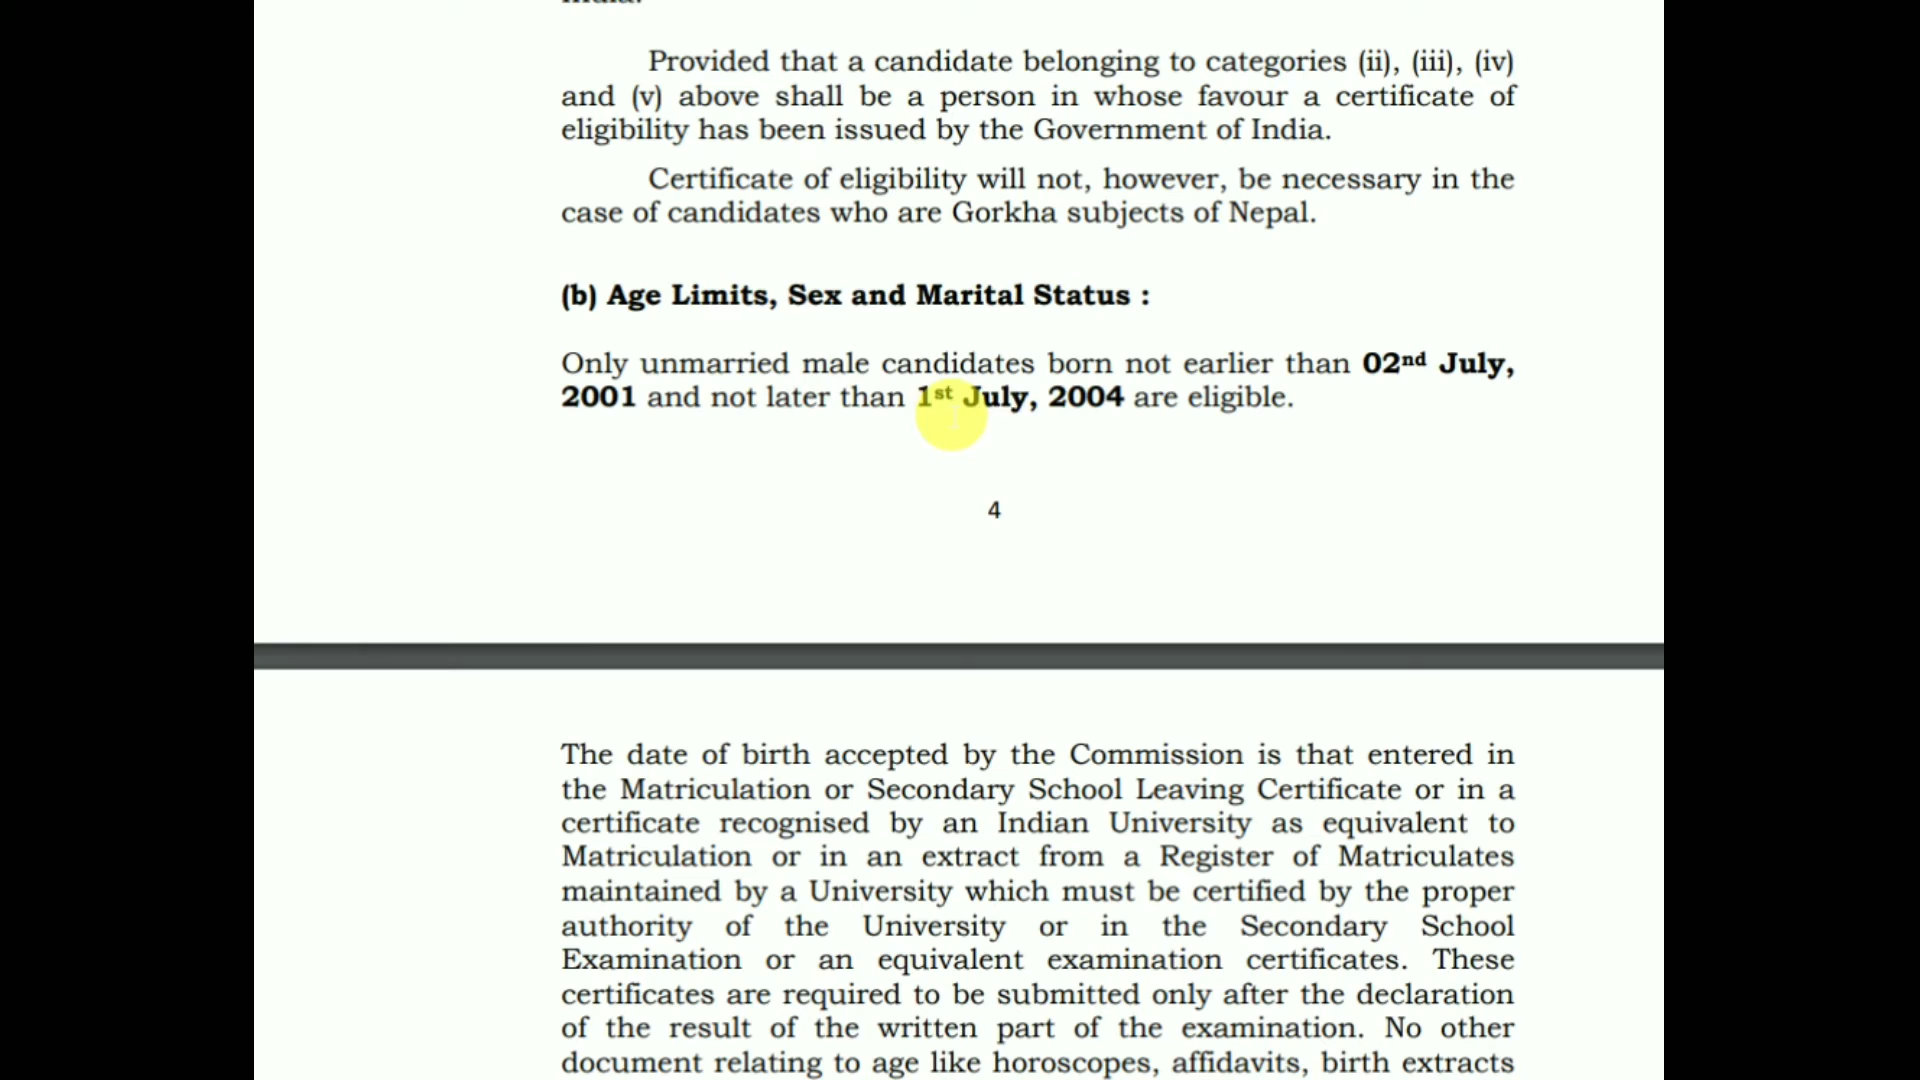 India.
Provided that a candidate belonging to categories (ii), (iii), (iv)
and (v) above shall be a person in whose favour a certificate of
eligibility has been issued by the Government of India.
Certificate of eligibility will not, however, be necessary in the
case of candidates who are Gorkha subjects of Nepal.
(b) Age Limits, Sex and Marital Status :
Only unmarried male candidates born not earlier than 02nd July,
2001 and not later than 1st July, 2004 are eligible.
4
The date of birth accepted by the Commission is that entered in
the Matriculation or Secondary School Leaving Certificate or in a
certificate recognised by an Indian University as equivalent to
Matriculation or in an extract from a Register of Matriculates
maintained by a University which must be certified by the proper
authority of the University or in the Secondary School
Examination or an equivalent examination certificates. These
certificates are required to be submitted only after the declaration
of the result of the written part of the examination. No other
document relating to age like horoscopes, affidavits, birth extracts